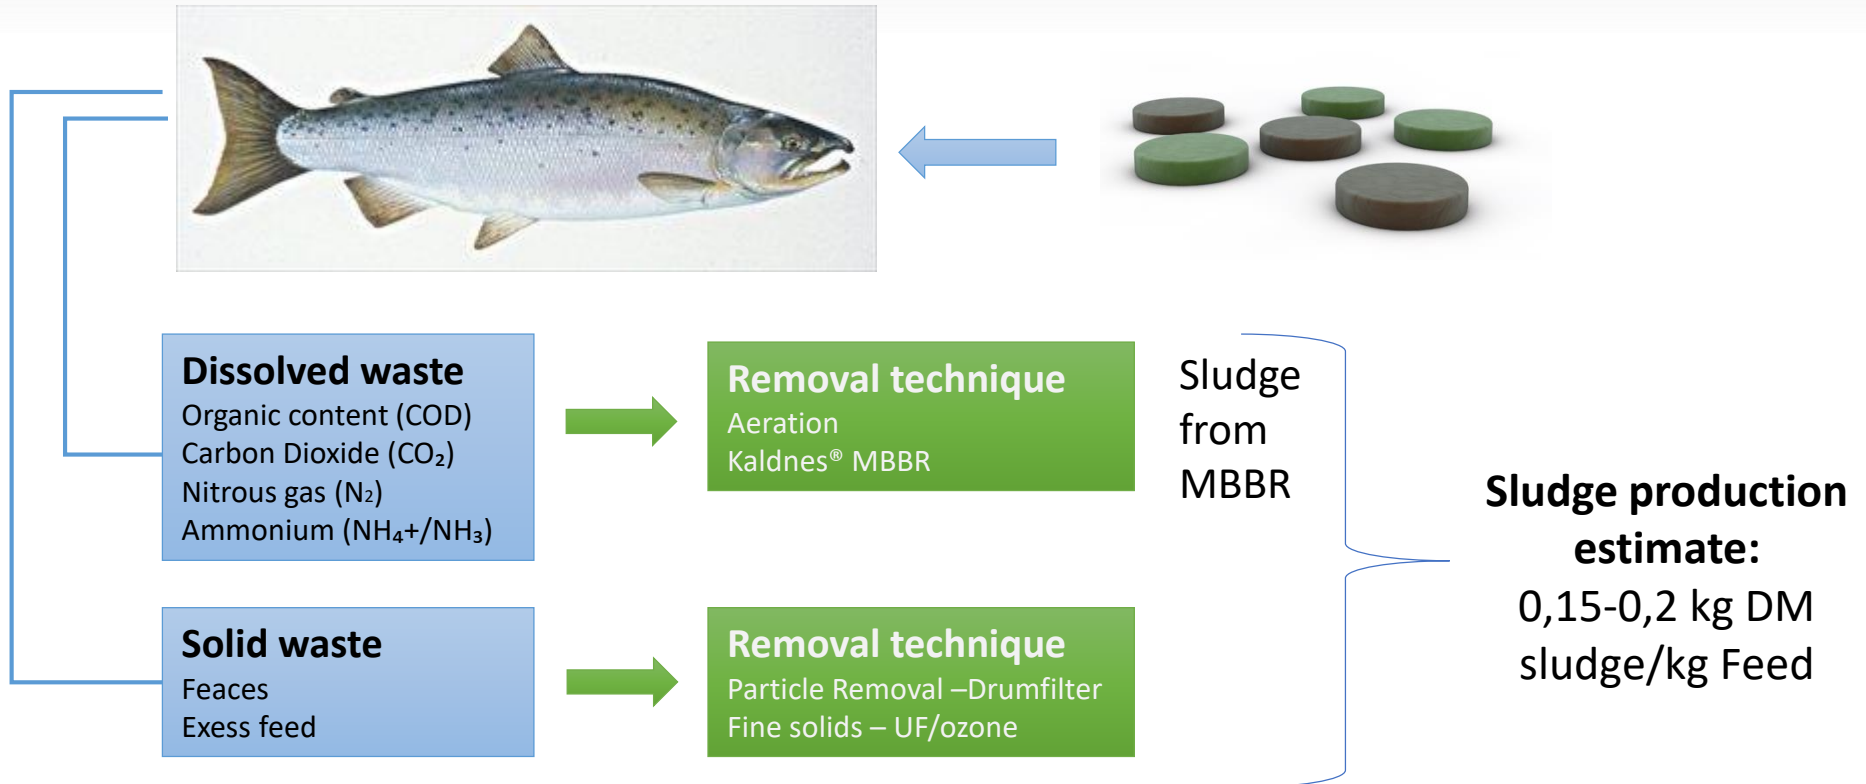 Dissolved waste
Organic content (COD)
Carbon Dioxide (CO₂)
Nitrous gas (N₂)
Ammonium (NH₄+/NH₃)
Removal technique
Aeration
Kaldnes® MBBR
Sludge
from
MBBR
Solid waste
Feaces
Exess feed
Removal technique
Particle Removal –Drumfilter
Fine solids – UF/ozone
Sludge production
estimate:
0,15-0,2 kg DM
sludge/kg Feed